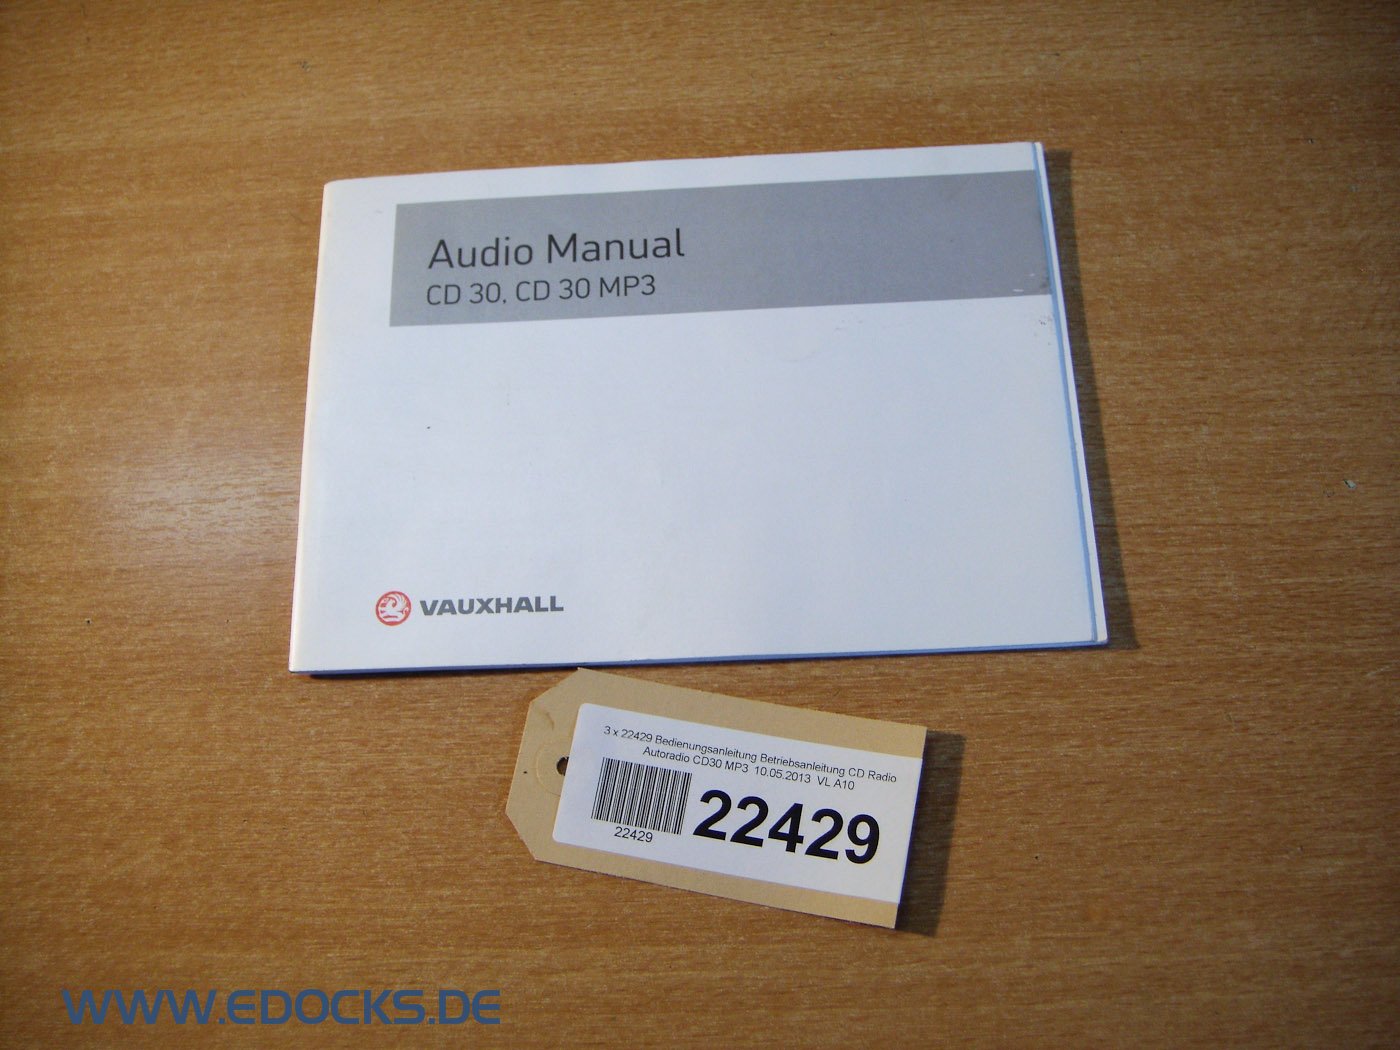 Audio Manual
CD 30, CD 30 MP3
VAUXHALL
3 x 22429 Bedienungsanleitung Betriebsanleitung CD Radio
Autoradio CD30 MP3 10.05.2013 VL A10
22429
22429
WWW.EDOCKS.DE